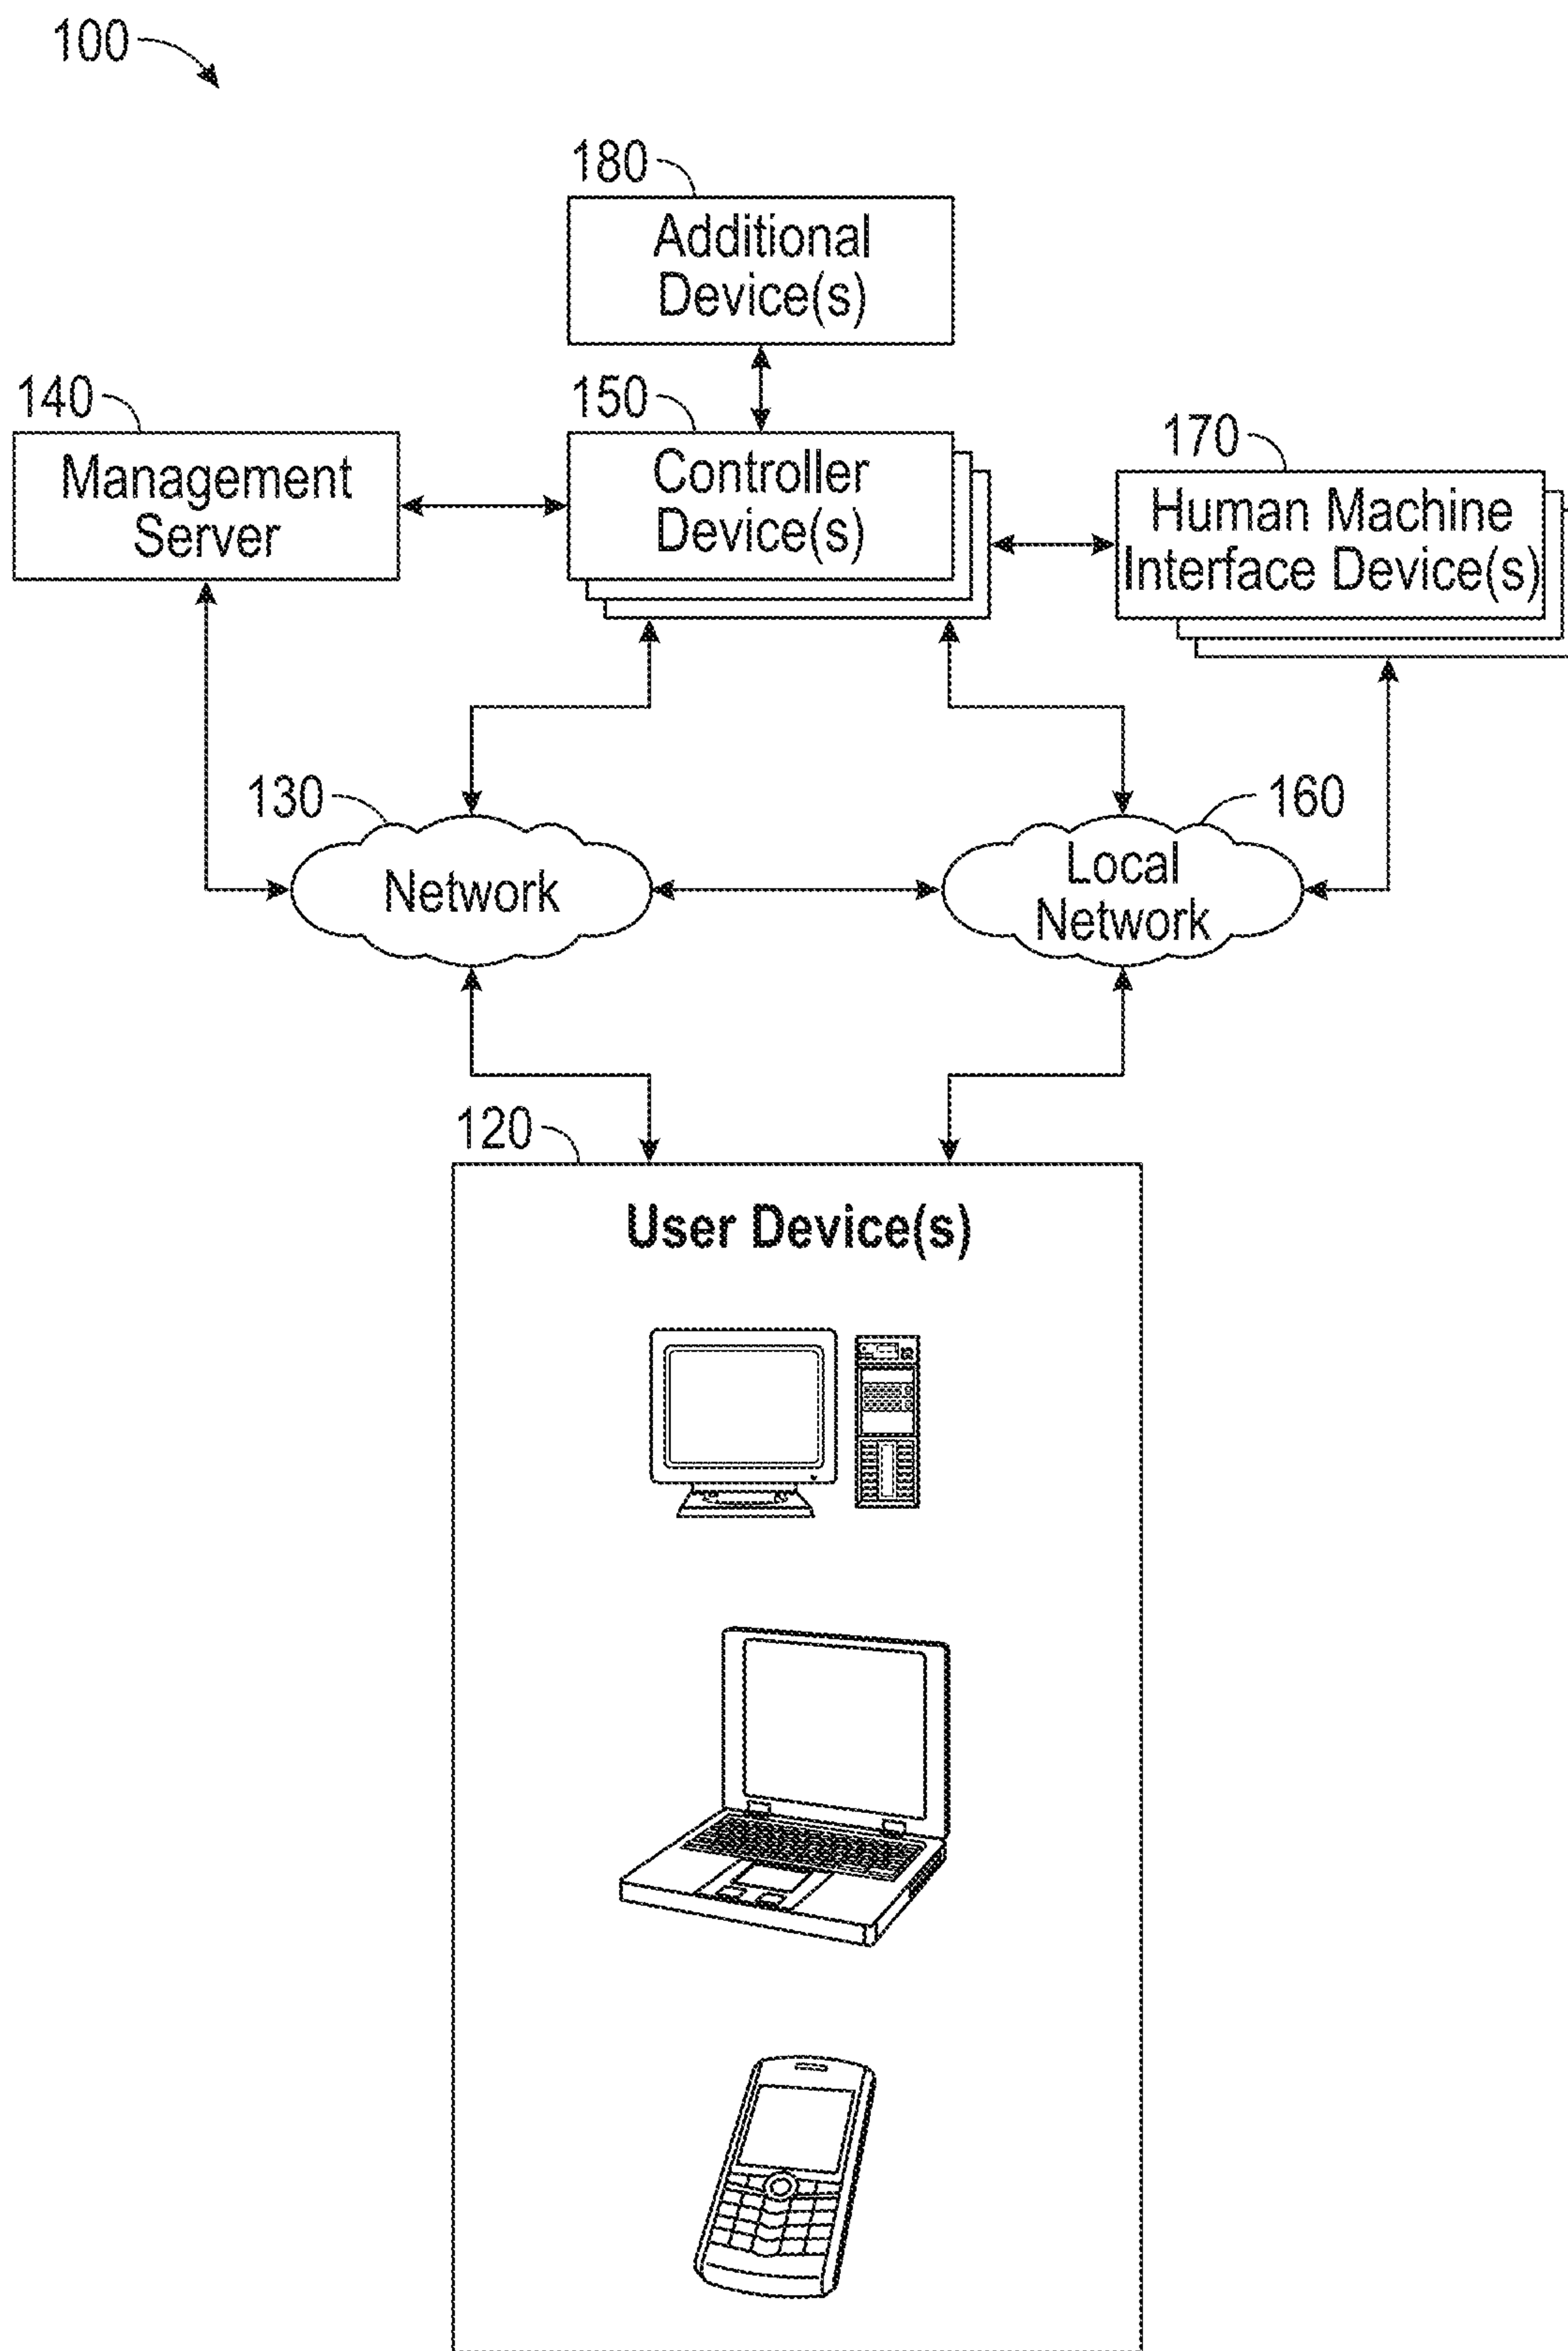 100
180
Additional
Device(s)
140
Management
Server
150
Controller
Device(s)
170
Human Machine
Interface Device(s)
130
Network
160
Local
Network
120
User Device(s)